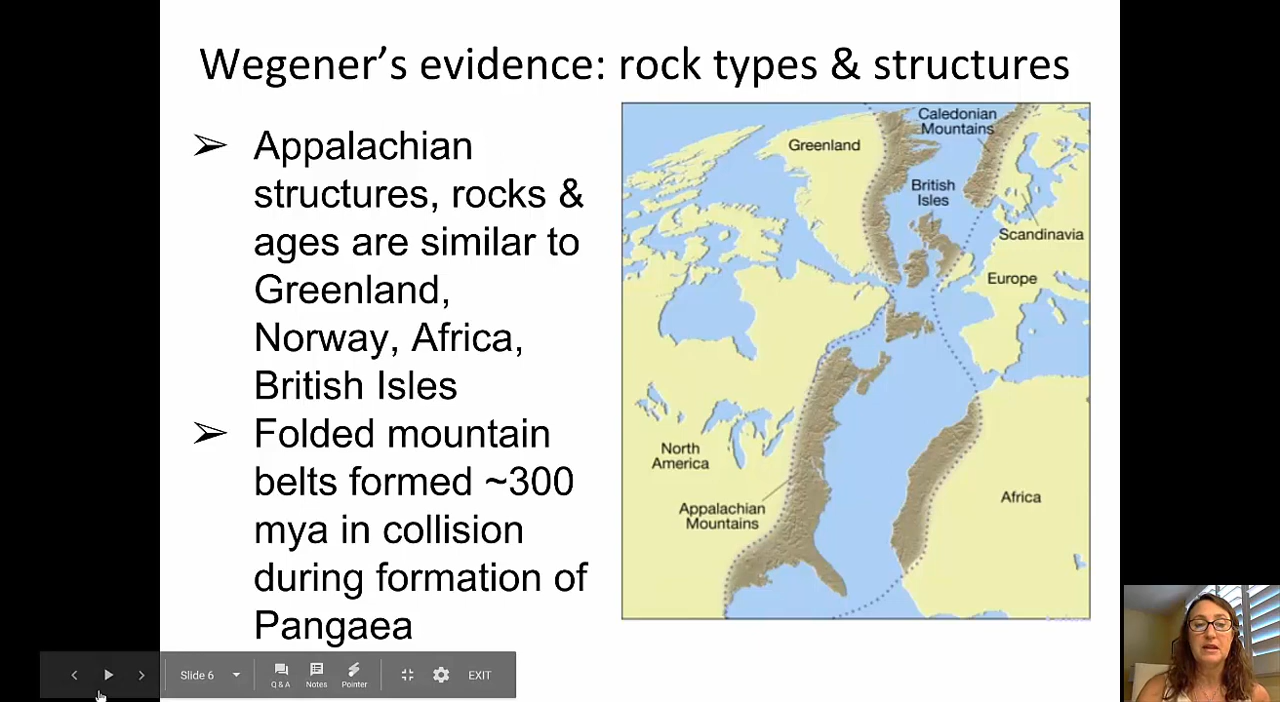 Wegener’s evidence: rock types & structures
➢ Appalachian
structures, rocks &
ages are similar to
Greenland,
Norway, Africa,
British Isles
➢ Folded mountain
belts formed ~300
mya in collision
during formation of
Pangaea
Caledonian
Mountains
Greenland
British
Isles
Scandinavia
Europe
North
America
Appalachian
Mountains
Africa
Slide 6
Q & A
Notes
Pointer
EXIT